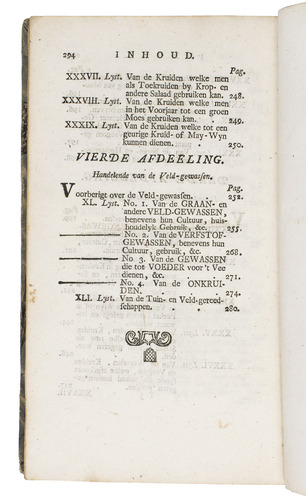 294 INHOUD.
Pag.
XXXVII. Lyst. Van de Kruiden welke men
als Toekruiden by Krop- en
andere Salaad gebruiken kan. 248.
XXXVIII. Lyst. Van de Kruiden welke men
in het Voorjaar tot een groen
Moes gebruiken kan. 249.
XXXIX. Lyst. Van de Kruiden welke tot een
geurige Kruid- of May-Wyn
kunnen dienen. 250.
VIERDE AFDEELING.
Handelende van de Veld-gewassen.
Pag.
Voorberigt over de Veld-gewassen. 252.
XL. Lyst. No. 1. Van de GRAAN- en
andere VELD-GEWASSEN,
benevens hun Cultuur, huis-
houdelyk Gebruik, &c. 255.
No. 2. Van de VERFSTOF-
GEWASSEN, benevens hun
Cultuur, gebruik, &c. 268.
No. 3. Van de GEWASSEN
die tot VOEDER voor 't Vee
dienen, &c. 271.
No. 4. Van de ONKRUI-
DEN. 274.
XLI. Lyst. Van de Tuin- en Veld-gereed-
schappen. 280.